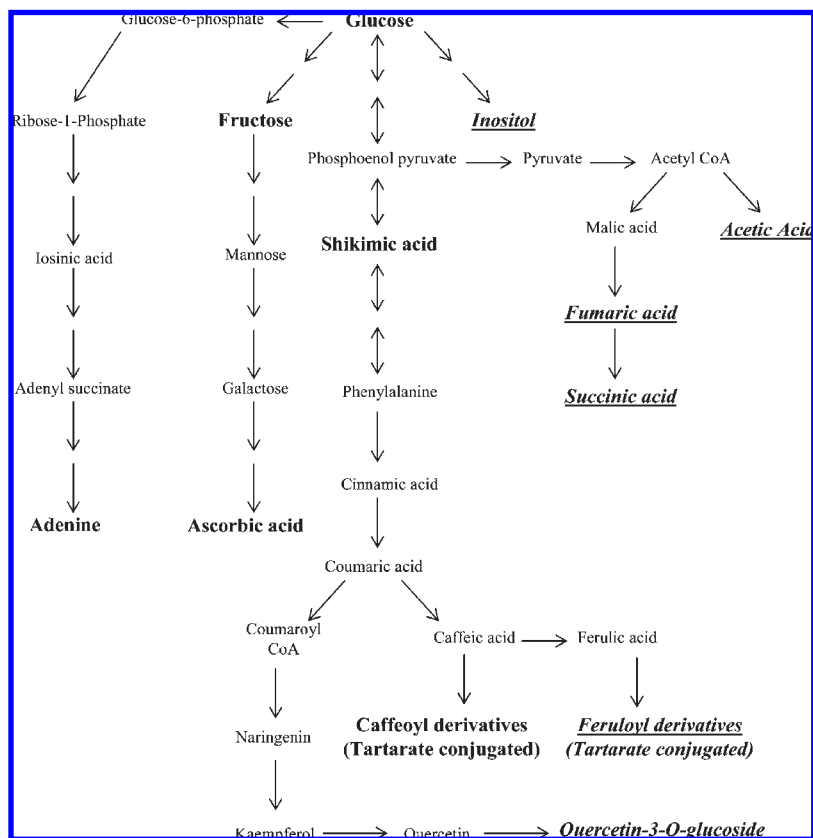 Glucose-6-phosphate
Glucose
Ribose-1-Phosphate
Fructose
Inositol
Phosphoenol pyruvate
Pyruvate
Acetyl CoA
Shikimic acid
Malic acid
Acetic Acid
Iosinic acid
Mannose
Fumaric acid
Adenyl succinate
Galactose
Phenylalanine
Succinic acid
Cinnamic acid
Adenine
Ascorbic acid
Coumaric acid
Coumaroyl
CoA
Caffeic acid
Ferulic acid
Naringenin
Caffeoyl derivatives
(Tartarate conjugated)
Feruloyl derivatives
(Tartarate conjugated)
Kaempferol
Quercetin
Quercetin-3-O-glucoside